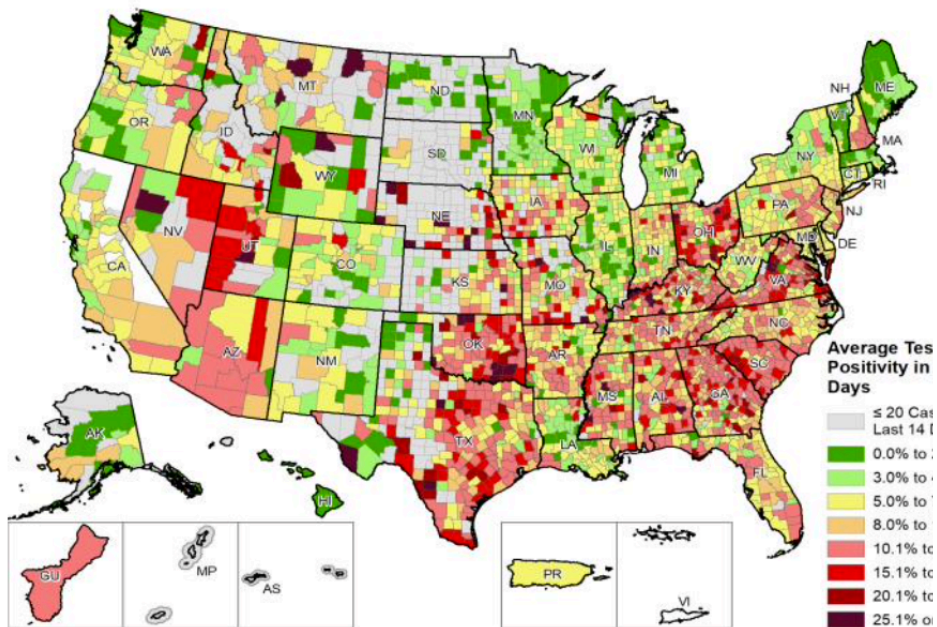 WA
MT
ND
MN
ME
NH
VT
OR
ID
WI
NY
MA
SD
MI
CT
RI
WY
IA
PA
NJ
NE
OH
NV
IL
IN
MD
DE
UT
CO
WV
CA
KS
MO
VA
KY
NC
TN
OK
AZ
NM
AR
SC
MS
AL
GA
TX
LA
FL
AK
HI
GU
MP
AS
PR
VI
Average Tes
Positivity in
Days
≤ 20 Cas
Last 14 D
0.0% to
3.0% to 4
5.0% to 7
8.0% to
10.1% to
15.1% to
20.1% to
25.1% or